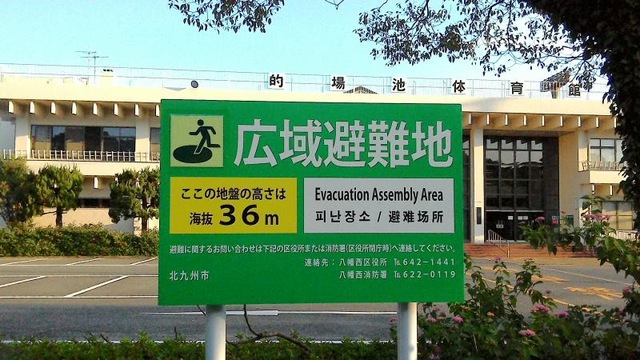 的場池体育館
広域避難地
ここの地盤の高さは
海抜36m
Evacuation Assembly Area
피난장소 / 避难场所
避難に関するお問い合わせは下記の区役所または消防署(区役所閉庁時)へ連絡してください。
連絡先：八幡西区役所 ℡642-1441
八幡西消防署 ℡622-0119
北九州市